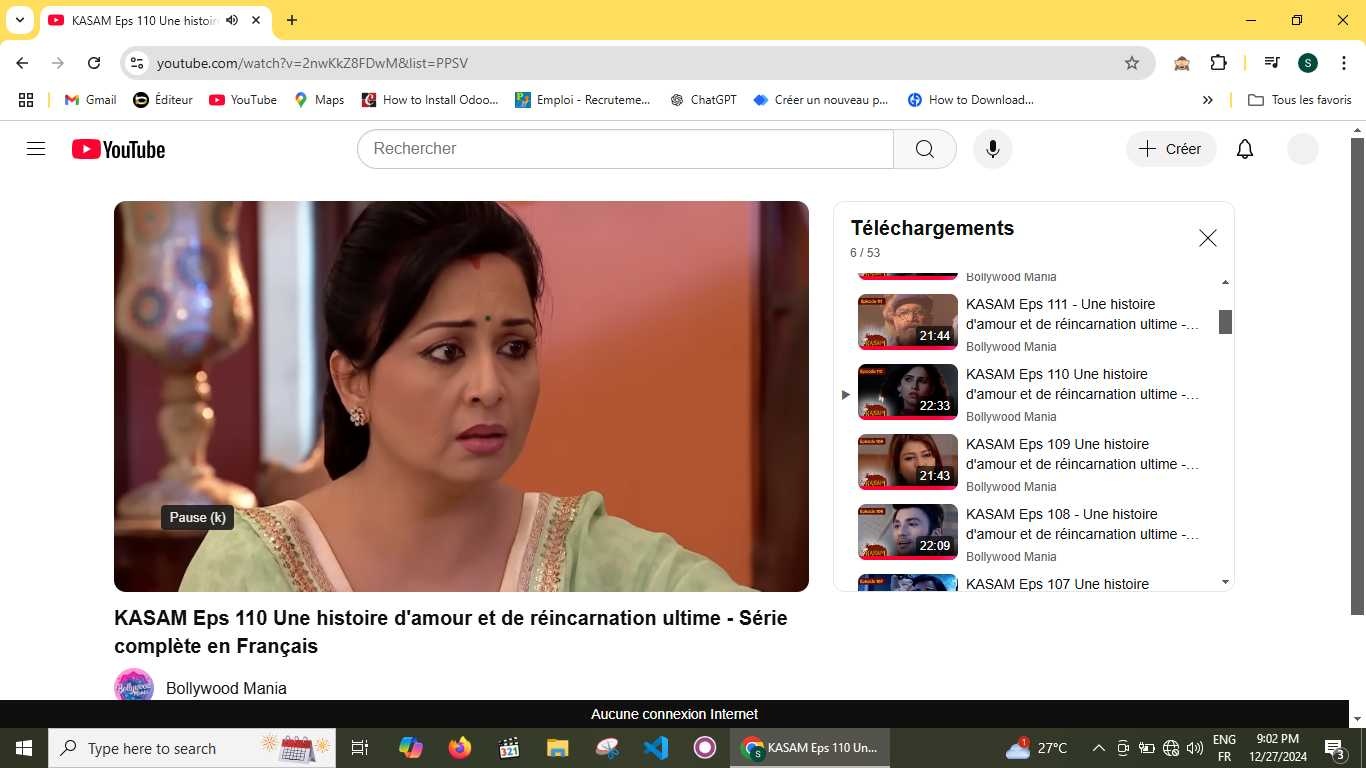 KASAM Eps 110 Une histoir
youtube.com/watch?v=2nwKkZ8FDwM&list=PPSV
S
Gmail
Éditeur
YouTube
Maps
How to Install Odoo...
Emploi - Recruteme...
ChatGPT
Créer un nouveau p...
How to Download...
Tous les favoris
YouTube
Rechercher
Créer
Pause (k)
Téléchargements
6 / 53
Bollywood Mania
21:44
KASAM Eps 111 - Une histoire
d'amour et de réincarnation ultime -...
Bollywood Mania
22:33
KASAM Eps 110 Une histoire
d'amour et de réincarnation ultime -...
Bollywood Mania
21:43
KASAM Eps 109 Une histoire
d'amour et de réincarnation ultime -...
Bollywood Mania
22:09
KASAM Eps 108 - Une histoire
d'amour et de réincarnation ultime -...
Bollywood Mania
KASAM Eps 107 Une histoire
KASAM Eps 110 Une histoire d'amour et de réincarnation ultime - Série
complète en Français
Bollywood Mania
Aucune connexion Internet
Type here to search
321
KASAM Eps 110 Un...
27°C
ENG
FR
9:02 PM
12/27/2024
3